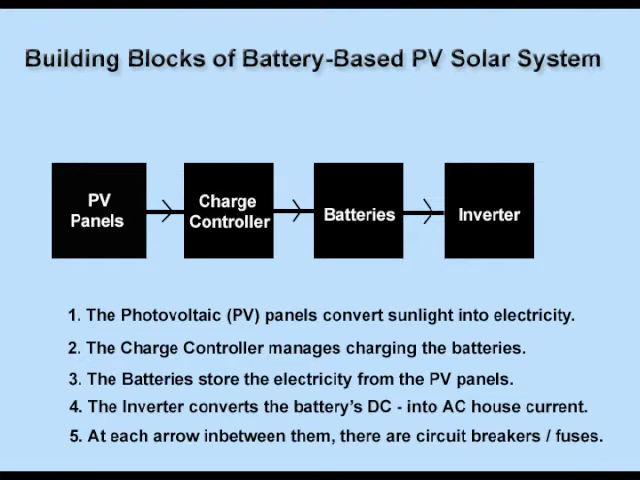 Building Blocks of Battery-Based PV Solar System
PV
Panels
Charge
Controller
Batteries
Inverter
1. The Photovoltaic (PV) panels convert sunlight into electricity.
2. The Charge Controller manages charging the batteries.
3. The Batteries store the electricity from the PV panels.
4. The Inverter converts the battery's DC - into AC house current.
5. At each arrow inbetween them, there are circuit breakers / fuses.